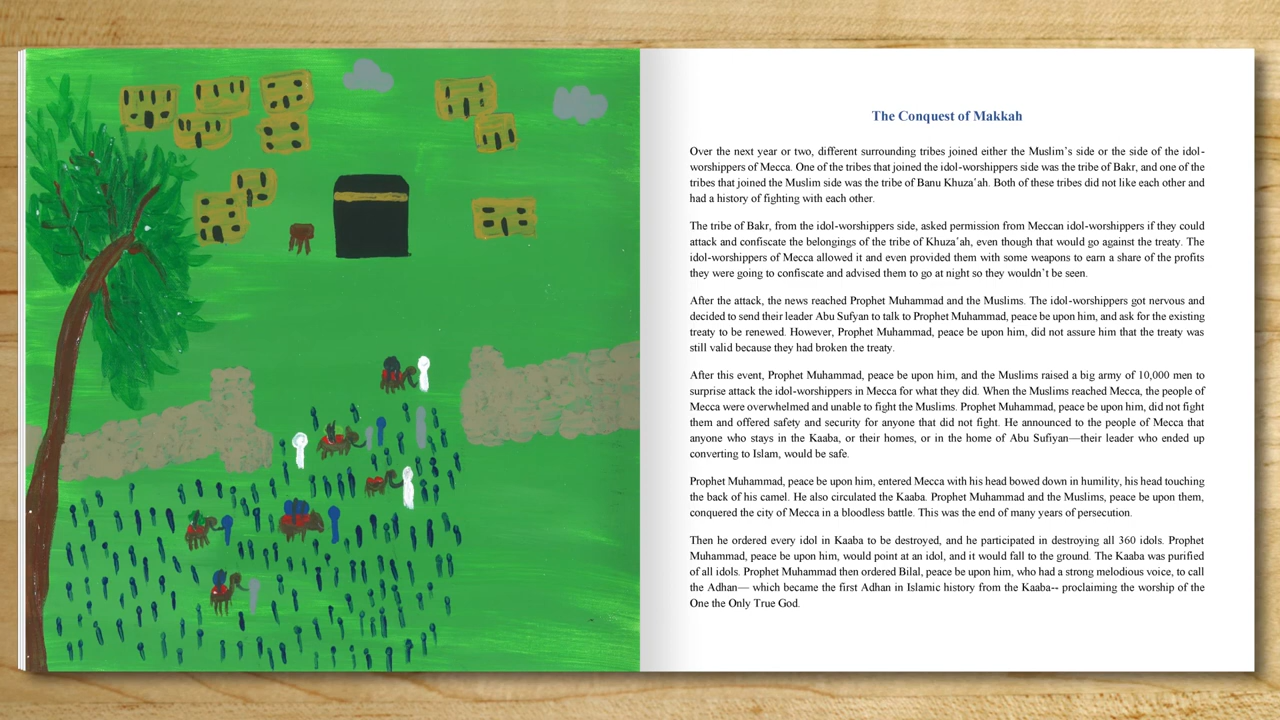 The Conquest of Makkah
Over the next year or two, different surrounding tribes joined either the Muslim's side or the side of the idol-
worshippers of Mecca. One of the tribes that joined the idol-worshippers side was the tribe of Bakr, and one of the
tribes that joined the Muslim side was the tribe of Banu Khuza'ah. Both of these tribes did not like each other and
had a history of fighting with each other.
The tribe of Bakr, from the idol-worshippers side, asked permission from Meccan idol-worshippers if they could
attack and confiscate the belongings of the tribe of Khuza'ah, even though that would go against the treaty. The
idol-worshippers of Mecca allowed it and even provided them with some weapons to earn a share of the profits
they were going to confiscate and advised them to go at night so they wouldn't be seen.
After the attack, the news reached Prophet Muhammad and the Muslims. The idol-worshippers got nervous and
decided to send their leader Abu Sufyan to talk to Prophet Muhammad, peace be upon him, and ask for the existing
treaty to be renewed. However, Prophet Muhammad, peace be upon him, did not assure him that the treaty was
still valid because they had broken the treaty.
After this event, Prophet Muhammad, peace be upon him, and the Muslims raised a big army of 10,000 men to
surprise attack the idol-worshippers in Mecca for what they did. When the Muslims reached Mecca, the people of
Mecca were overwhelmed and unable to fight the Muslims. Prophet Muhammad, peace be upon him, did not fight
them and offered safety and security for anyone that did not fight. He announced to the people of Mecca that
anyone who stays in the Kaaba, or their homes, or in the home of Abu Sufiyan—their leader who ended up
converting to Islam, would be safe.
Prophet Muhammad, peace be upon him, entered Mecca with his head bowed down in humility, his head touching
the back of his camel. He also circulated the Kaaba. Prophet Muhammad and the Muslims, peace be upon them,
conquered the city of Mecca in a bloodless battle. This was the end of many years of persecution.
Then he ordered every idol in Kaaba to be destroyed, and he participated in destroying all 360 idols. Prophet
Muhammad, peace be upon him, would point at an idol, and it would fall to the ground. The Kaaba was purified
of all idols. Prophet Muhammad then ordered Bilal, peace be upon him, who had a strong melodious voice, to call
the Adhan— which became the first Adhan in Islamic history from the Kaaba-- proclaiming the worship of the
One the Only True God.